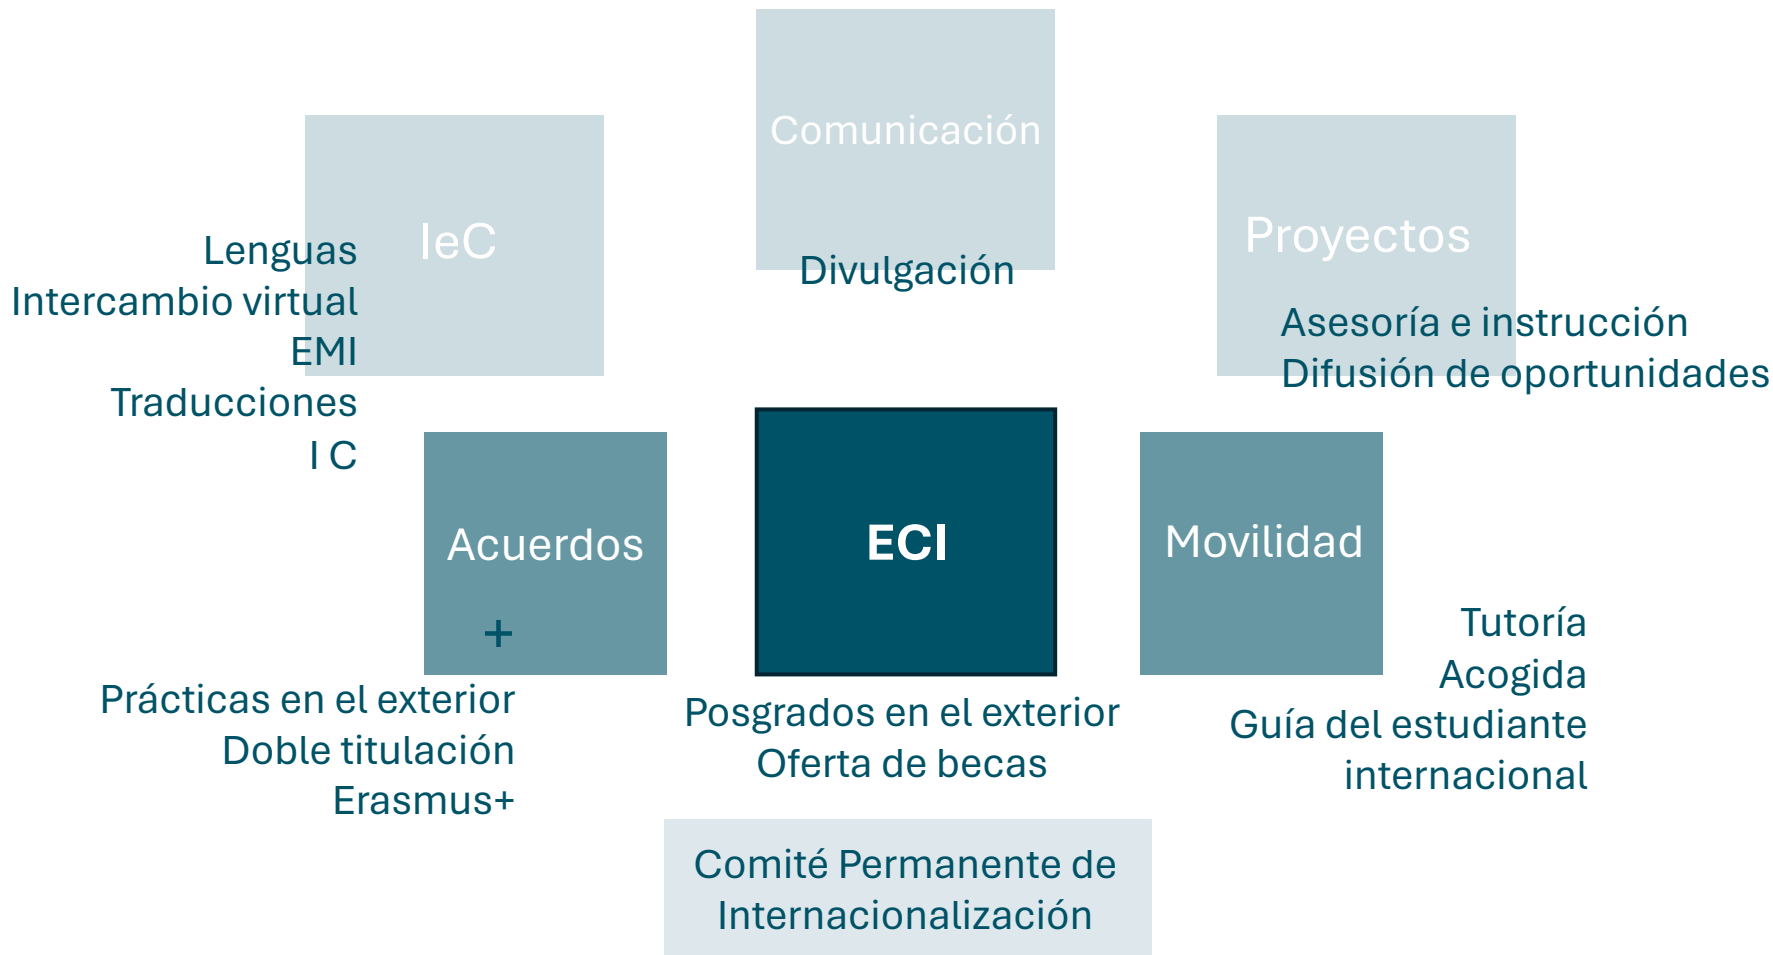 Comunicación
Divulgación
IeC
Lenguas
Intercambio virtual
EMI
Traducciones
I C
Proyectos
Asesoría e instrucción
Difusión de oportunidades
Acuerdos
+
Prácticas en el exterior
Doble titulación
Erasmus+
ECI
Posgrados en el exterior
Oferta de becas
Movilidad
Tutoría
Acogida
Guía del estudiante
internacional
Comité Permanente de
Internacionalización